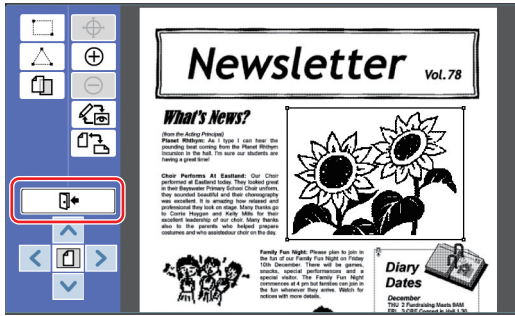 Newsletter Vol. 78
What's News?
(from the Acting Principal)
Planet Rhthym: As I type I can hear the
pounding beat coming from the Planet Rhythym
Incursion in the hall. I'm sure our students are
having a great time!
Choir Performs At Eastland: Our Choir
performed at Eastland today. They looked great
in their Bayswater Primary School Choir uniform,
they sounded beautiful and their choreography
was excellent. It is amazing how relaxed and
professional they look on stage. Many thanks go
to Corrie Huygen and Kelly Mills for their
excellent leadership of our choir. Many thanks
also to the parents who helped prepare
costumes and who assistedour choir on the day.
Family Fun Night: Please plan to join in
the fun of our Family Fun Night on Friday
10th December. There will be games,
snacks, special performances and a
special visitor. The Family Fun Night
commences at 4 pm but families can join in
the fun whenever they arrive. Watch for
notices with more details.
Diary
Dates
December
THU 2 Fundraising Meets 9AM